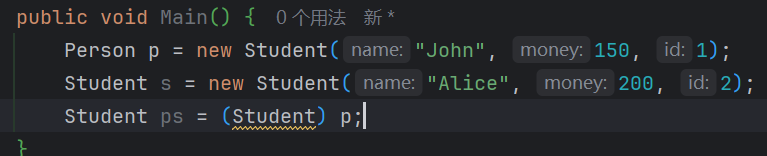 public void Main() { 0个用法 新 *
Person p = new Student( name: "John", money: 150, id: 1);
Student s = new Student( name: "Alice", money: 200, id: 2);
Student ps = (Student) p;
}